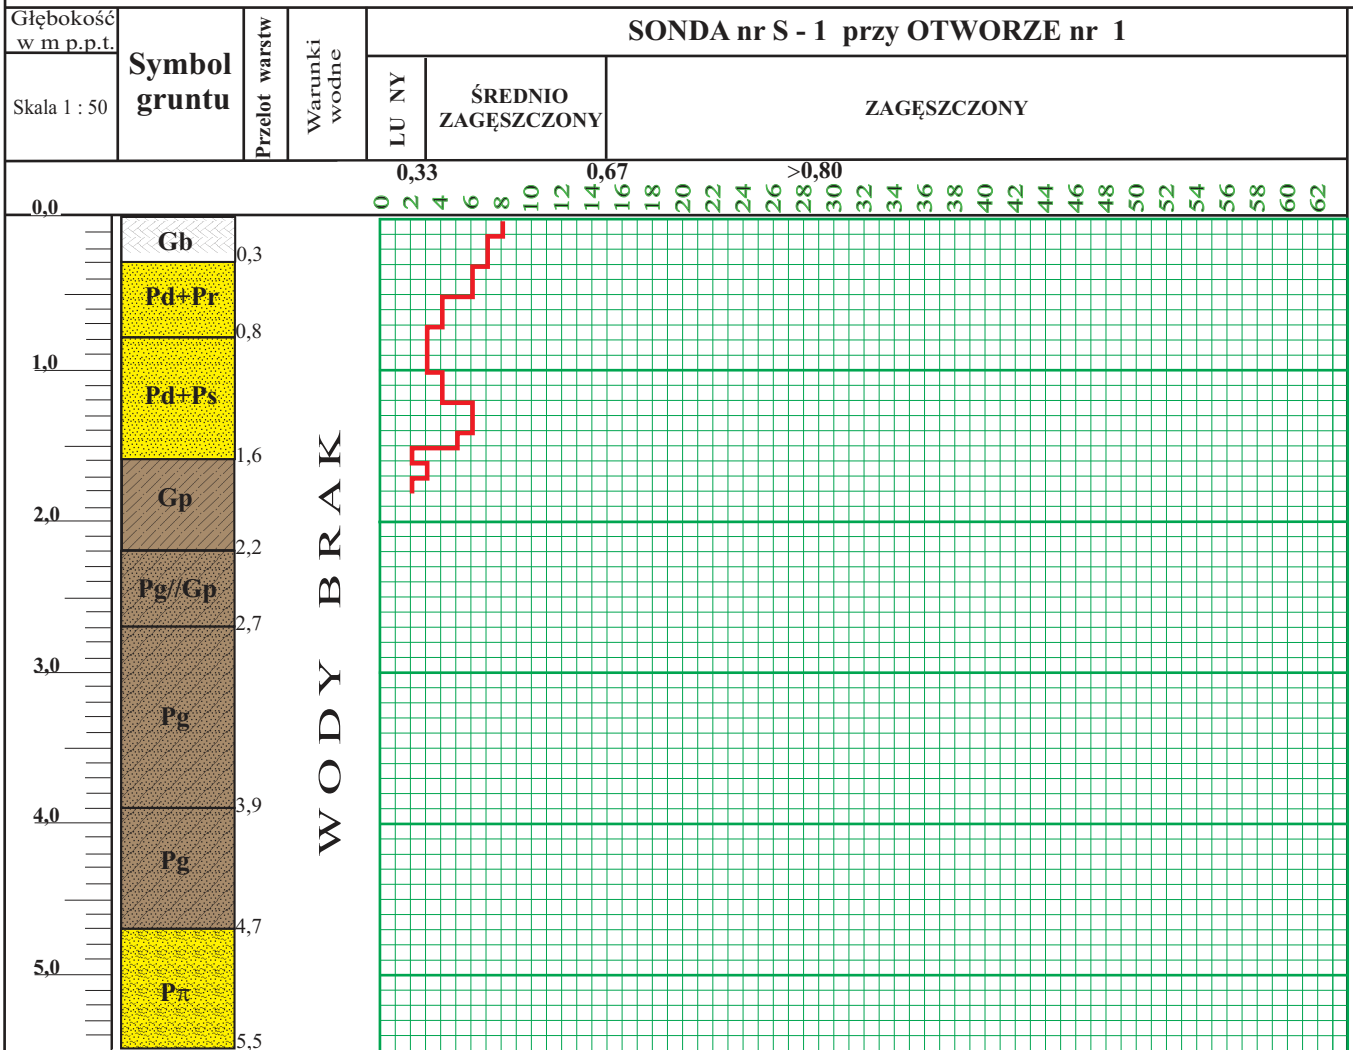 Głębokość
w m p.p.t.
Skala 1 : 50
Symbol
gruntu
Przelot warstw
Warunki
wodne
SONDA nr S - 1 przy OTWORZE nr 1
LU NY
ŚREDNIO
ZAGĘSZCZONY
ZAGĘSZCZONY
0,33 0,67 >0,80
0 2 4 6 8 10 12 14 16 18 20 22 24 26 28 30 32 34 36 38 40 42 44 46 48 50 52 54 56 58 60 62
0,0
Gb
0,3
Pd+Pr
0,8
1,0
Pd+Ps
1,6
Gp
2,0
2,2
Pg//Gp
2,7
3,0
Pg
3,9
4,0
Pg
4,7
5,0
Pπ
5,5
WODY BRAK